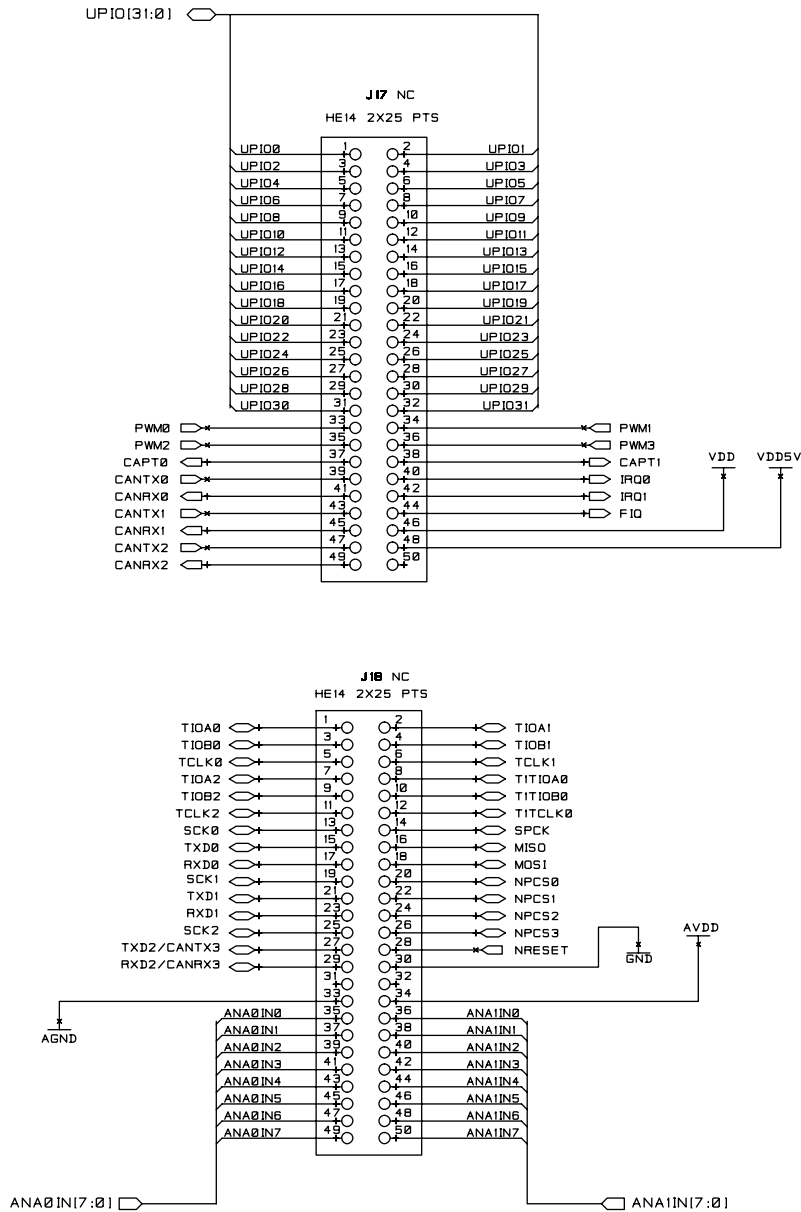 UPIO[31:0]
J17 NC
HE14 2X25 PTS
UPIO0 1 2 UPIO1
UPIO2 3 4 UPIO3
UPIO4 5 6 UPIO5
UPIO6 7 8 UPIO7
UPIO8 9 10 UPIO9
UPIO10 11 12 UPIO11
UPIO12 13 14 UPIO13
UPIO14 15 16 UPIO15
UPIO16 17 18 UPIO17
UPIO18 19 20 UPIO19
UPIO20 21 22 UPIO21
UPIO22 23 24 UPIO23
UPIO24 25 26 UPIO25
UPIO26 27 28 UPIO27
UPIO28 29 30 UPIO29
UPIO30 31 32 UPIO31
PWM0 33 34 PWM1
PWM2 35 36 PWM3
CAPT0 37 38 CAPT1 VDD VDD5V
CANTX0 39 40 IRQ0
CANRX0 41 42 IRQ1
CANTX1 43 44 FIQ
CANRX1 45 46
CANTX2 47 48
CANRX2 49 50
J18 NC
HE14 2X25 PTS
TIOA0 1 2 TIOA1
TIOB0 3 4 TIOB1
TCLK0 5 6 TCLK1
TIOA2 7 8 T1TIOA0
TIOB2 9 10 T1TIOB0
TCLK2 11 12 T1TCLK0
SCK0 13 14 SPCK
TXD0 15 16 MISO
RXD0 17 18 MOSI
SCK1 19 20 NPCS0
TXD1 21 22 NPCS1
RXD1 23 24 NPCS2
SCK2 25 26 NPCS3 AVDD
TXD2/CANTX3 27 28 NRESET
RXD2/CANRX3 29 30 GND
31 32
33 34
AGND
ANA0IN0 35 36 ANA1IN0
ANA0IN1 37 38 ANA1IN1
ANA0IN2 39 40 ANA1IN2
ANA0IN3 41 42 ANA1IN3
ANA0IN4 43 44 ANA1IN4
ANA0IN5 45 46 ANA1IN5
ANA0IN6 47 48 ANA1IN6
ANA0IN7 49 50 ANA1IN7
ANA0IN[7:0] ANA1IN[7:0]